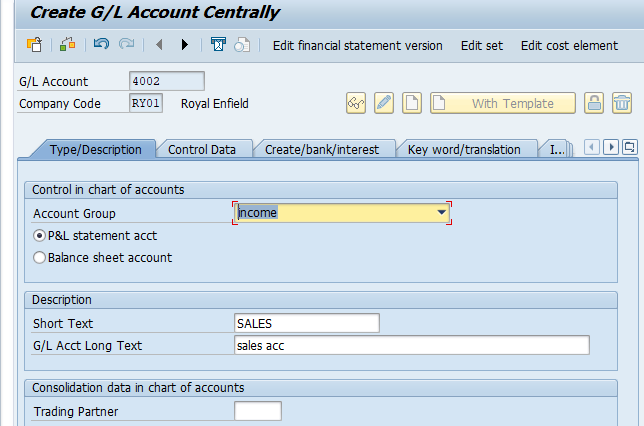 Create G/L Account Centrally
Edit financial statement version Edit set Edit cost element
G/L Account 4002
Company Code RY01 Royal Enfield
With Template
Type/Description Control Data Create/bank/interest Key word/translation I...
Control in chart of accounts
Account Group income
P&L statement acct
Balance sheet account
Description
Short Text SALES
G/L Acct Long Text sales acc
Consolidation data in chart of accounts
Trading Partner